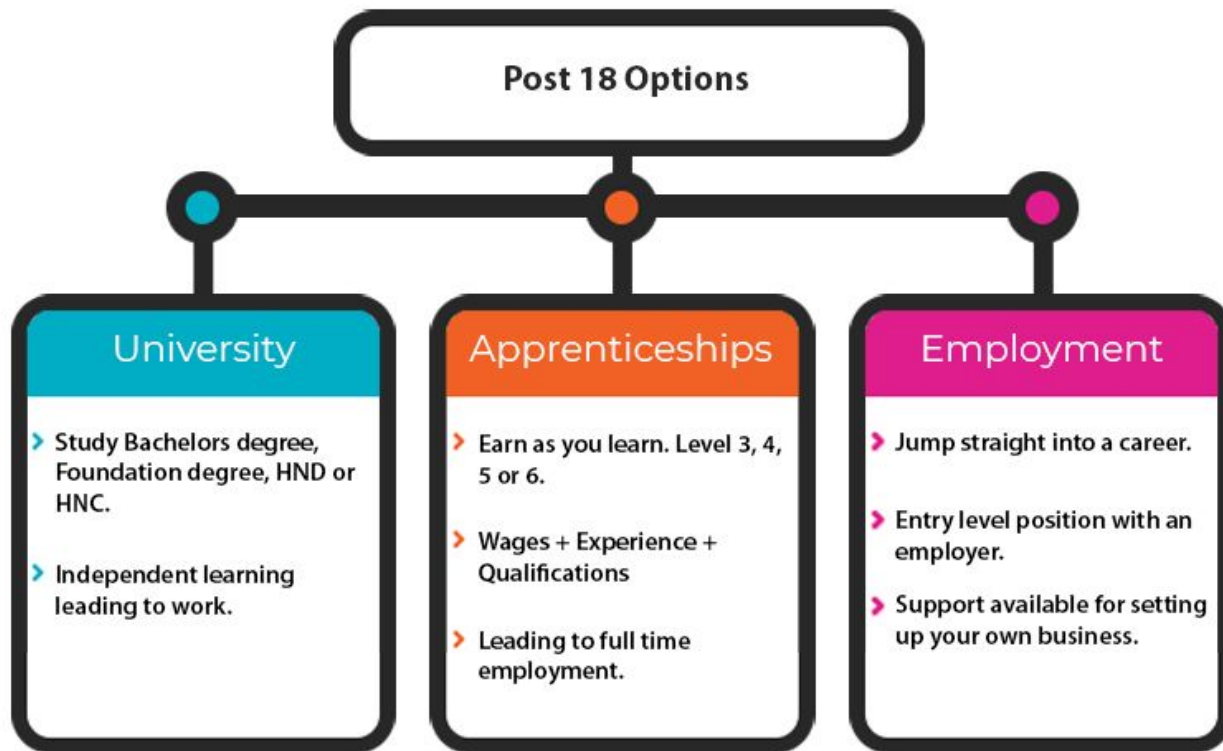 Post 18 Options
University
Study Bachelors degree,
Foundation degree, HND or
HNC.
Independent learning
leading to work.
Apprenticeships
Earn as you learn. Level 3, 4,
5 or 6.
Wages + Experience +
Qualifications
Leading to full time
employment.
Employment
Jump straight into a career.
Entry level position with an
employer.
Support available for setting
up your own business.